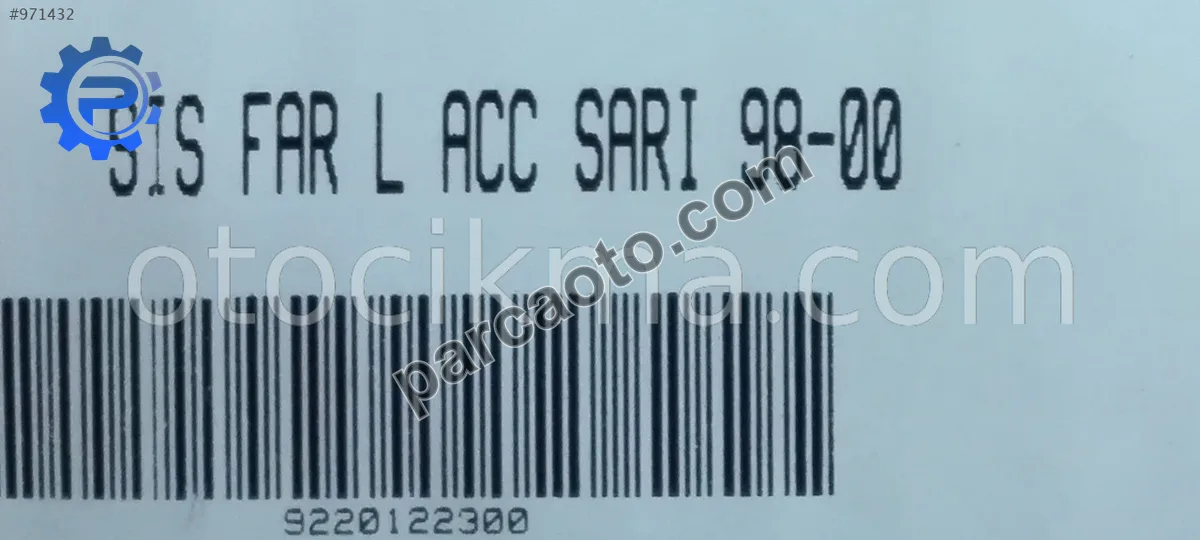 #971432
SIS FAR L ACC SARI 98-00
otocikma.com
parcaoto.com
9220122300